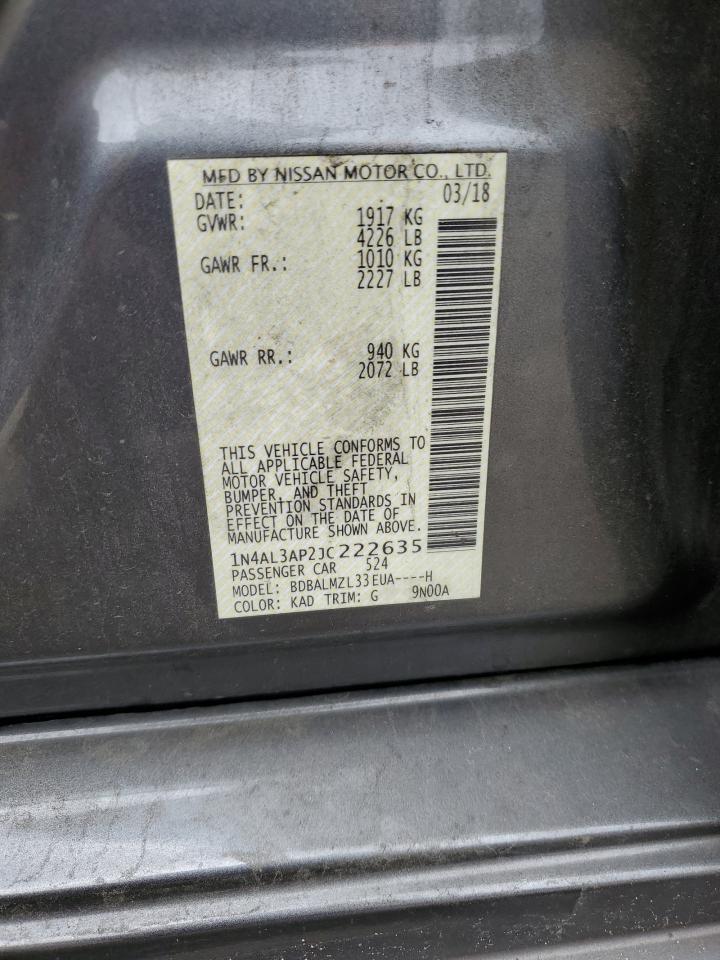 MFD BY NISSAN MOTOR CO., LTD.
DATE: 03/18
GVWR: 1917 KG
4226 LB
GAWR FR.: 1010 KG
2227 LB
GAWR RR.: 940 KG
2072 LB
THIS VEHICLE CONFORMS TO
ALL APPLICABLE FEDERAL
MOTOR VEHICLE SAFETY,
BUMPER, AND THEFT
PREVENTION STANDARDS IN
EFFECT ON THE DATE OF
MANUFACTURE SHOWN ABOVE.
1N4AL3AP2JC222635
PASSENGER CAR 524
MODEL: BDBALMZL33EUA----H
COLOR: KAD TRIM: G 9N00A